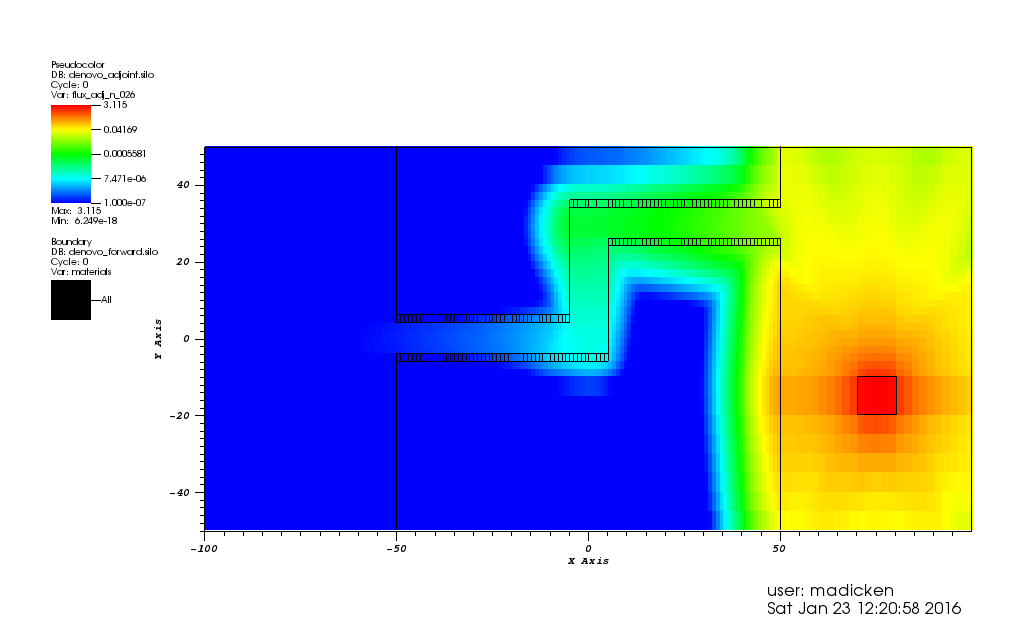 Pseudocolor
DB: denovo_adjoint.silo
Cycle: 0
Var: flux_adj_n_026
3.115
0.04169
0.0005581
7.471e-06
1.000e-07
Max: 3.115
Min: 6.249e-18
Boundary
DB: denovo_forward.silo
Cycle: 0
Var: materials
All
Y Axis
40
20
0
-20
-40
-100
-50
0
50
X Axis
user: madicken
Sat Jan 23 12:20:58 2016